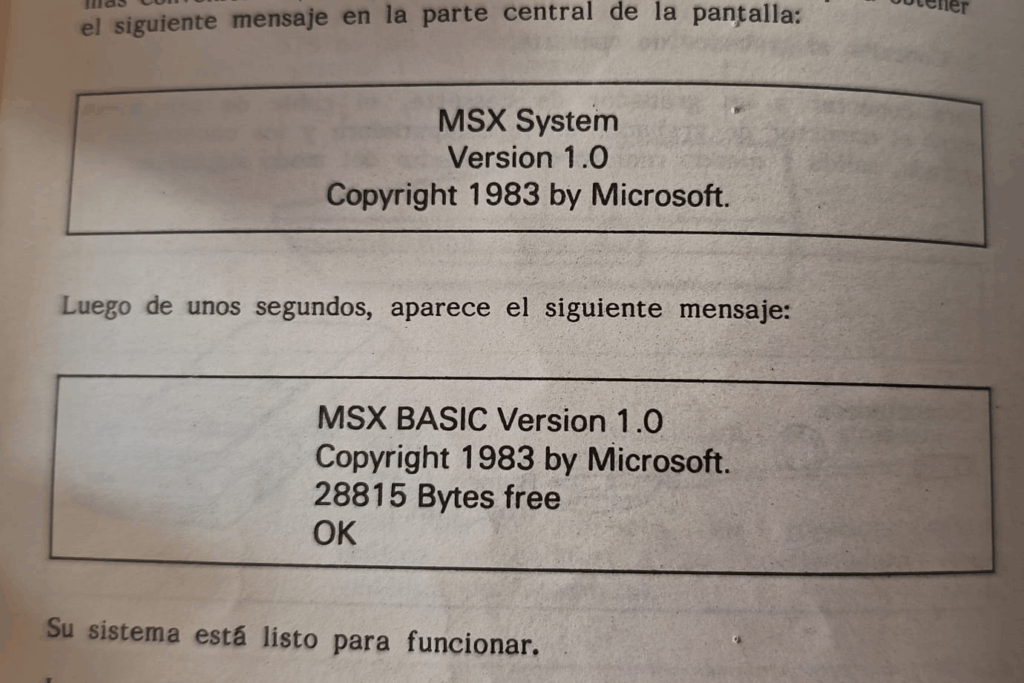 obtener
el siguiente mensaje en la parte central de la pantalla:
MSX System
Version 1.0
Copyright 1983 by Microsoft.
Luego de unos segundos, aparece el siguiente mensaje:
MSX BASIC Version 1.0
Copyright 1983 by Microsoft.
28815 Bytes free
OK
Su sistema está listo para funcionar.